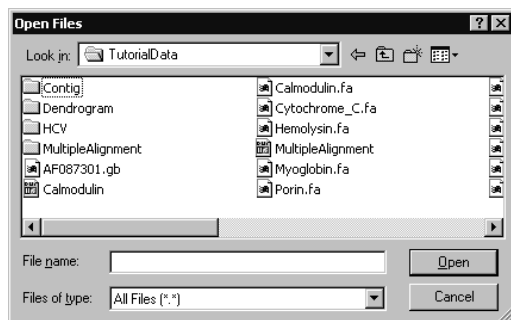 Open Files
Look in: TutorialData
Contig
Dendrogram
HCV
MultipleAlignment
AF087301.gb
Calmodulin
Calmodulin.fa
Cytochrome_C.fa
Hemolysin.fa
MultipleAlignment
Myoglobin.fa
Porin.fa
File name:
Open
Files of type: All Files (*.*)
Cancel